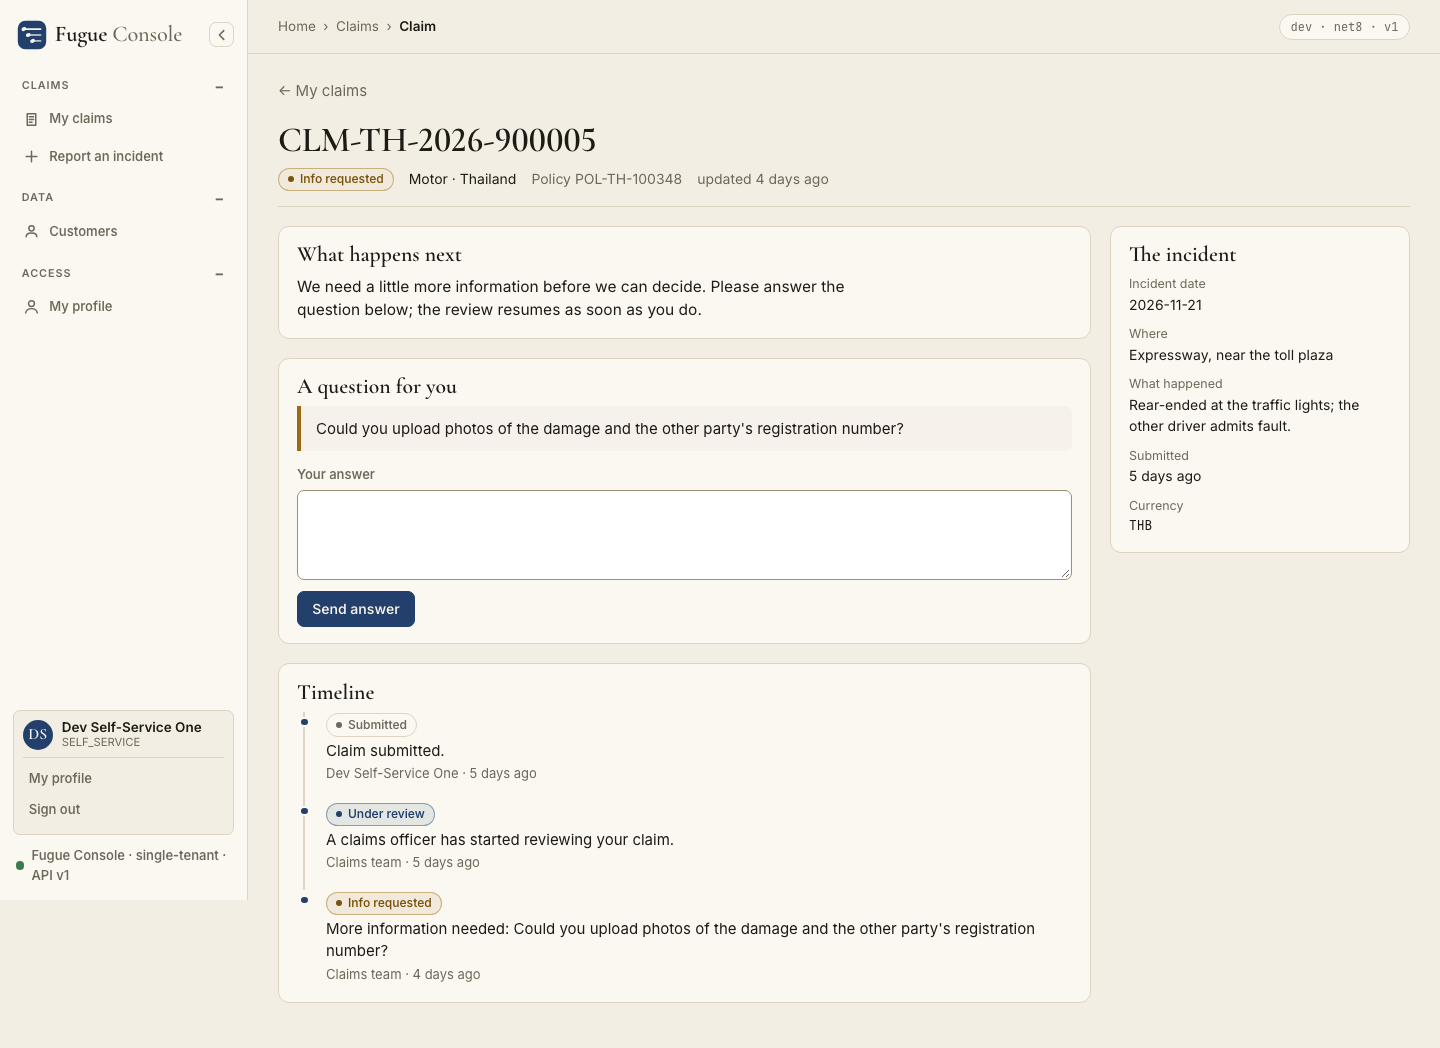 Fugue Console
CLAIMS
My claims
Report an incident
DATA
Customers
ACCESS
My profile
DS
Dev Self-Service One
SELF_SERVICE
My profile
Sign out
Fugue Console · single-tenant ·
API v1
Home › Claims › Claim
dev · net8 · v1
← My claims
CLM-TH-2026-900005
Info requested Motor · Thailand Policy POL-TH-100348 updated 4 days ago
What happens next
We need a little more information before we can decide. Please answer the
question below; the review resumes as soon as you do.
A question for you
Could you upload photos of the damage and the other party's registration number?
Your answer
Send answer
Timeline
Submitted
Claim submitted.
Dev Self-Service One · 5 days ago
Under review
A claims officer has started reviewing your claim.
Claims team · 5 days ago
Info requested
More information needed: Could you upload photos of the damage and the other party's registration
number?
Claims team · 4 days ago
The incident
Incident date
2026-11-21
Where
Expressway, near the toll plaza
What happened
Rear-ended at the traffic lights; the
other driver admits fault.
Submitted
5 days ago
Currency
THB